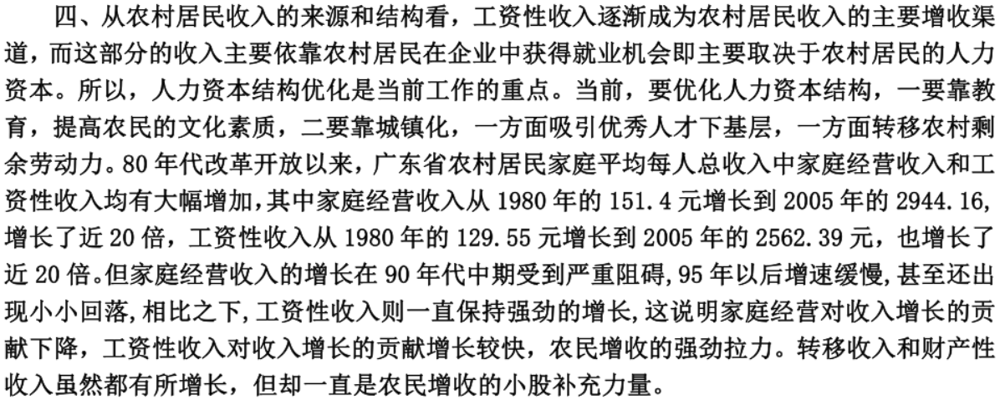 四、从农村居民收入的来源和结构看，工资性收入逐渐成为农村居民收入的主要增收渠
道，而这部分的收入主要依靠农村居民在企业中获得就业机会即主要取决于农村居民的人力
资本。所以，人力资本结构优化是当前工作的重点。当前，要优化人力资本结构，一要靠教
育，提高农民的文化素质，二要靠城镇化，一方面吸引优秀人才下基层，一方面转移农村剩
余劳动力。80 年代改革开放以来，广东省农村居民家庭平均每人总收入中家庭经营收入和工
资性收入均有大幅增加，其中家庭经营收入从 1980 年的 151.4 元增长到 2005 年的 2944.16，
增长了近 20 倍，工资性收入从 1980 年的 129.55 元增长到 2005 年的 2562.39 元，也增长了
近 20 倍。但家庭经营收入的增长在 90 年代中期受到严重阻碍，95 年以后增速缓慢，甚至还出
现小小回落，相比之下，工资性收入则一直保持强劲的增长，这说明家庭经营对收入增长的贡
献下降，工资性收入对收入增长的贡献增长较快，农民增收的强劲拉力。转移收入和财产性
收入虽然都有所增长，但却一直是农民增收的小股补充力量。